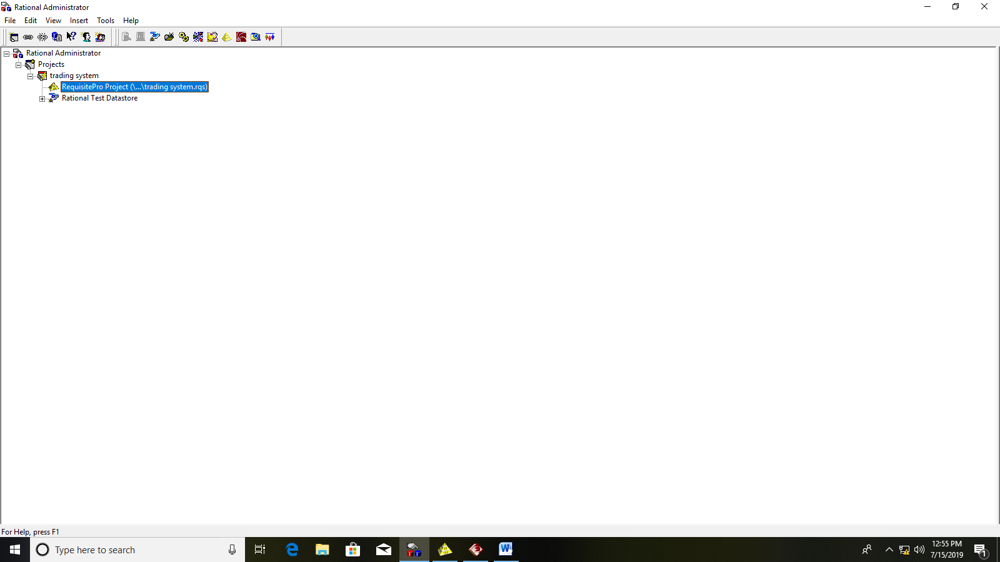 Rational Administrator
File Edit View Insert Tools Help
Rational Administrator
Projects
trading system
RequisitePro Project (\...\trading system.rqs)
Rational Test Datastore
For Help, press F1
Type here to search
12:55 PM
7/15/2019
1